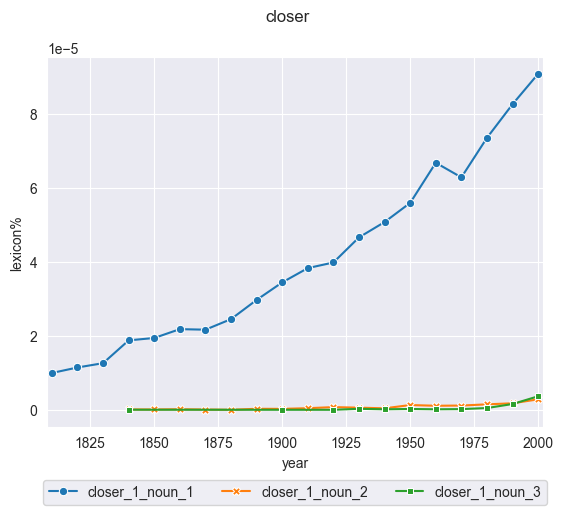 closer
1e−5
8
6
4
2
0
lexicon%
1825 1850 1875 1900 1925 1950 1975 2000
year
closer_1_noun_1 closer_1_noun_2 closer_1_noun_3